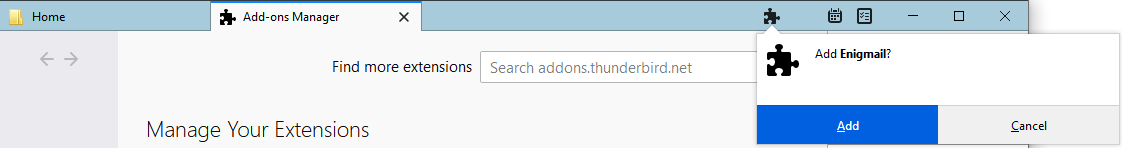 Home
Add-ons Manager
Add Enigmail?
Find more extensions
Search addons.thunderbird.net
Add
Cancel
Manage Your Extensions